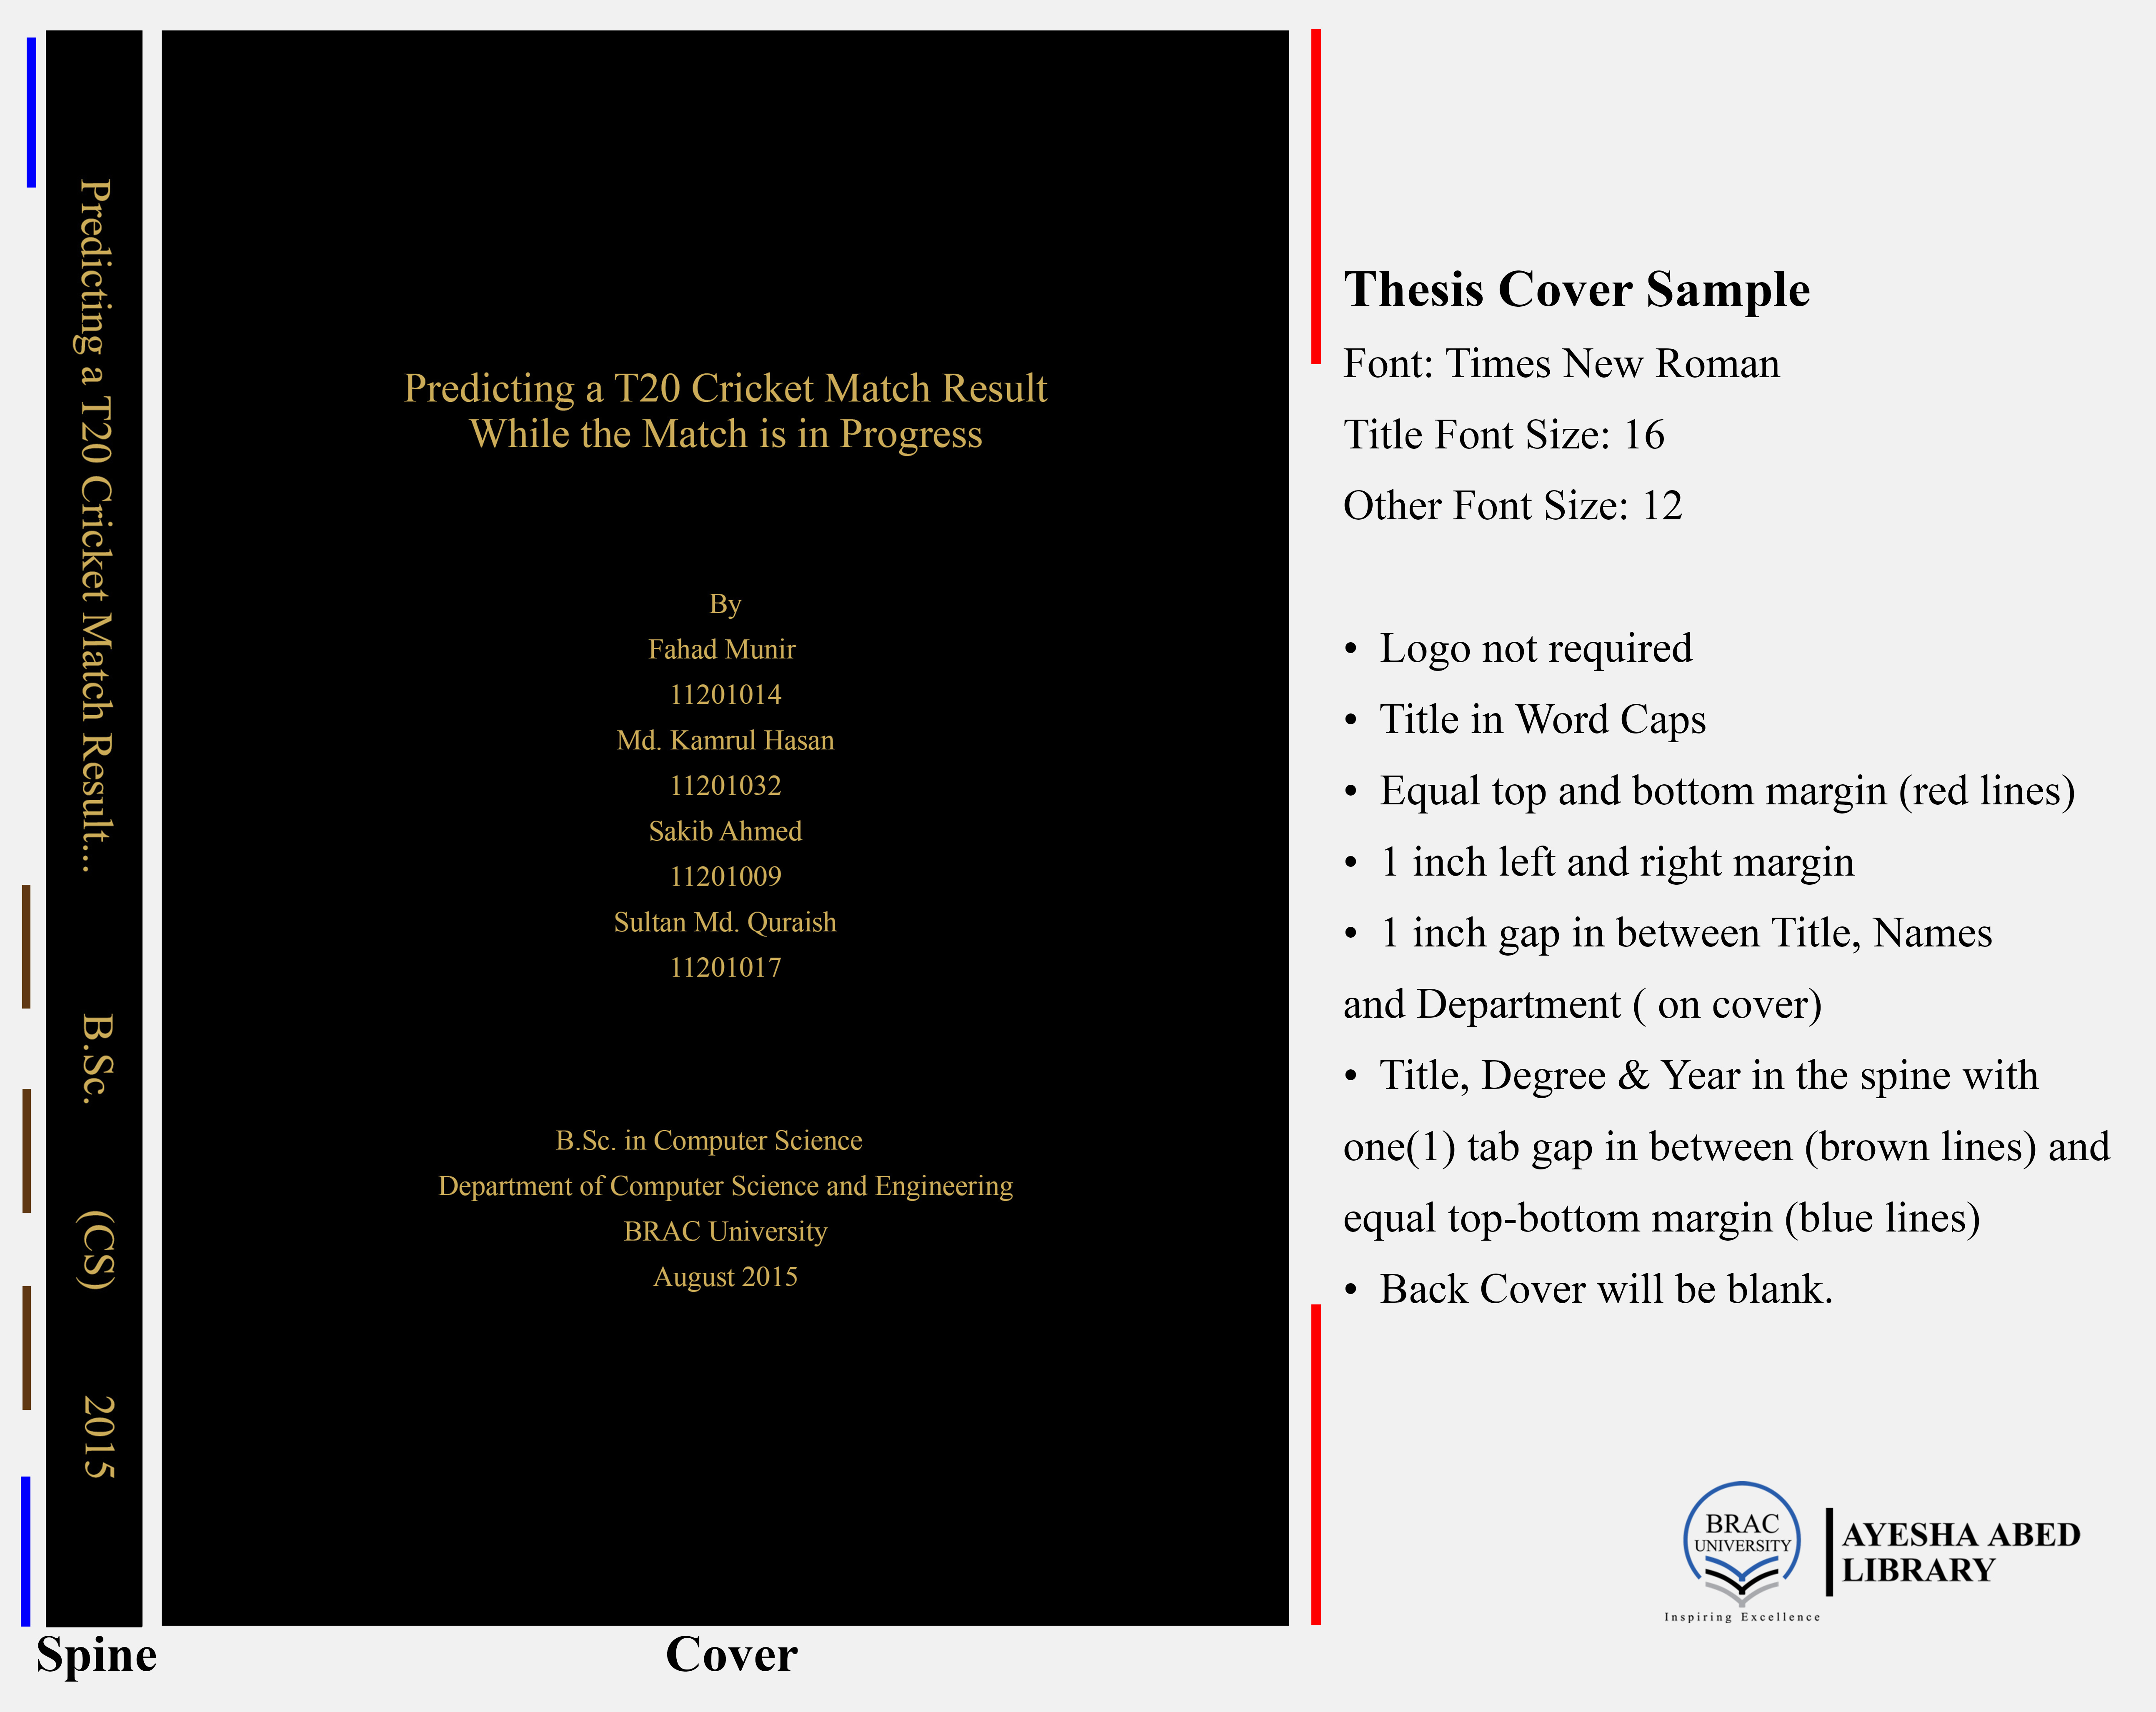 Predicting a T20 Cricket Match Result... B.Sc. (CS) 2015
Predicting a T20 Cricket Match Result
While the Match is in Progress
By
Fahad Munir
11201014
Md. Kamrul Hasan
11201032
Sakib Ahmed
11201009
Sultan Md. Quraish
11201017
B.Sc. in Computer Science
Department of Computer Science and Engineering
BRAC University
August 2015
Spine
Cover
Thesis Cover Sample
Font: Times New Roman
Title Font Size: 16
Other Font Size: 12
• Logo not required
• Title in Word Caps
• Equal top and bottom margin (red lines)
• 1 inch left and right margin
• 1 inch gap in between Title, Names
and Department ( on cover)
• Title, Degree & Year in the spine with
one(1) tab gap in between (brown lines) and
equal top-bottom margin (blue lines)
• Back Cover will be blank.
BRAC
UNIVERSITY
Inspiring Excellence
AYESHA ABED
LIBRARY